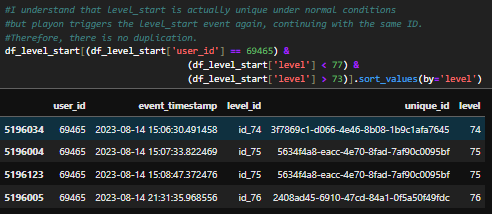 #I understand that level_start is actually unique under normal conditions
#but playon triggers the level_start event again, continuing with the same ID.
#Therefore, there is no duplication.
df_level_start[(df_level_start['user_id'] == 69465) &
(df_level_start['level'] < 77) &
(df_level_start['level'] > 73)].sort_values(by='level')
user_id event_timestamp level_id unique_id level
5196034 69465 2023-08-14 15:06:30.491458 id_74 3f7869c1-d066-4e46-8b08-1b9c1afa7645 74
5196004 69465 2023-08-14 15:07:33.822469 id_75 5634f4a8-eacc-4e70-8fad-7af90c0095bf 75
5196123 69465 2023-08-14 15:08:47.372476 id_75 5634f4a8-eacc-4e70-8fad-7af90c0095bf 75
5196005 69465 2023-08-14 21:31:35.968556 id_76 2408ad45-6910-47cd-84a1-0f5a50f49fdc 76